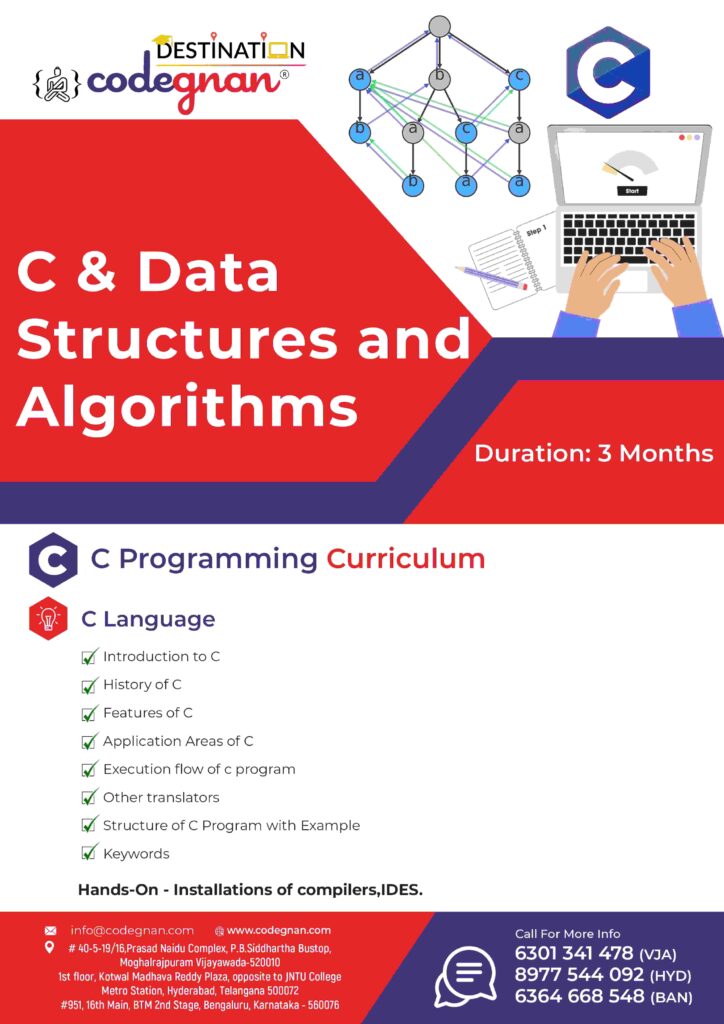 DESTINATION
codegnan®
a b c
b a c a
b a a
C
Start
Step 1
C & Data
Structures and
Algorithms
Duration: 3 Months
C C Programming Curriculum
C Language
Introduction to C
History of C
Features of C
Application Areas of C
Execution flow of c program
Other translators
Structure of C Program with Example
Keywords
Hands-On - Installations of compilers,IDES.
info@codegnan.com www.codegnan.com
# 40-5-19/16,Prasad Naidu Complex, P.B.Siddhartha Bustop,
Moghalrajpuram Vijayawada-520010
1st floor, Kotwal Madhava Reddy Plaza, opposite to JNTU College
Metro Station, Hyderabad, Telangana 500072
#951, 16th Main, BTM 2nd Stage, Bengaluru, Karnataka - 560076
Call For More Info
6301 341 478 (VJA)
8977 544 092 (HYD)
6364 668 548 (BAN)